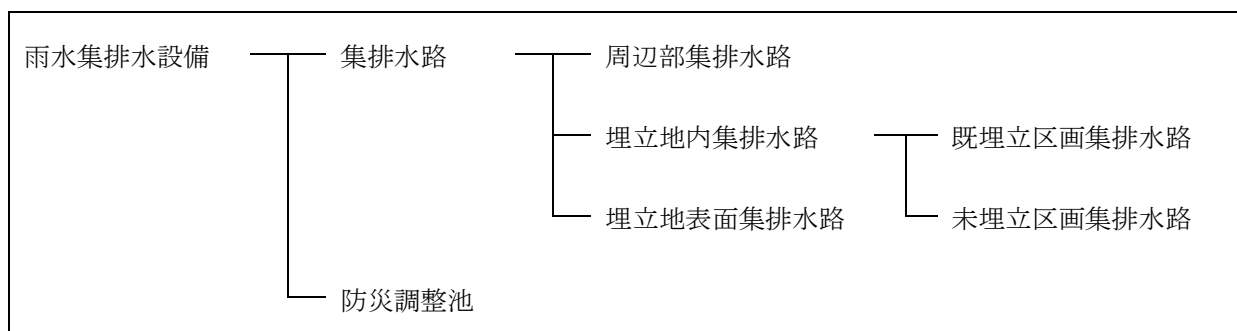 雨水集排水設備 集排水路 周辺部集排水路
埋立地内集排水路 既埋立区画集排水路
埋立地表面集排水路 未埋立区画集排水路
防災調整池